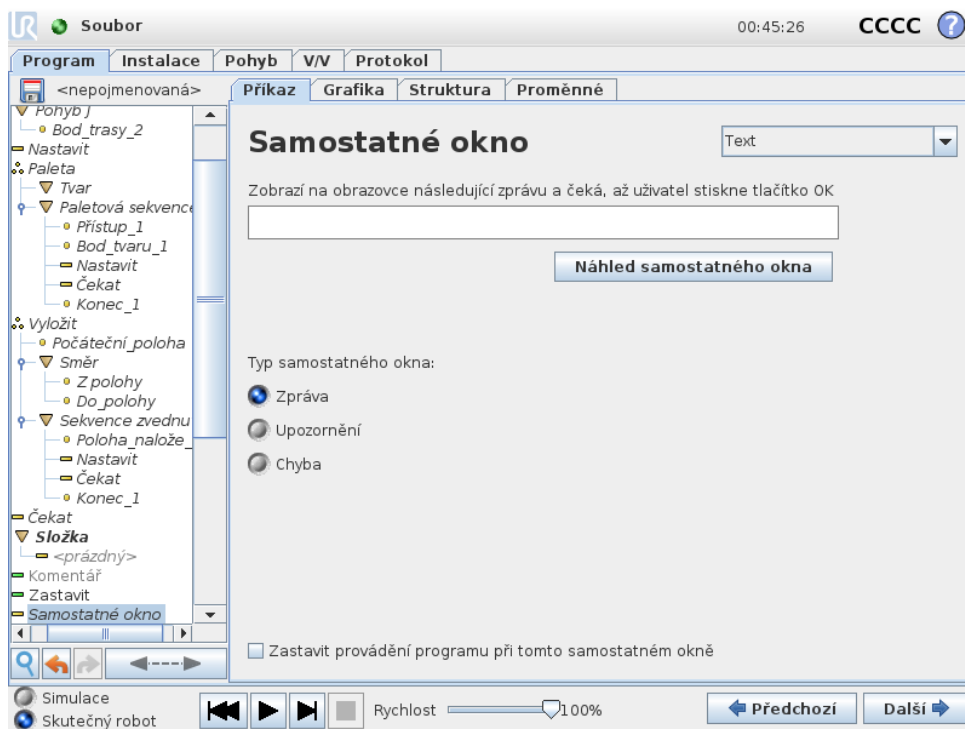 UR Soubor 00:45:26 CCCC ?
Program Instalace Pohyb V/V Protokol
<nepojmenovaná> Příkaz Grafika Struktura Proměnné
Pohyb J
Bod_trasy_2
Nastavit
Paleta
Tvar
Paletová sekvence
Přístup_1
Bod_tvaru_1
Nastavit
Čekat
Konec_1
Vyložit
Počáteční_poloha
Směr
Z polohy
Do_polohy
Sekvence zvednu
Poloha_nalože_
Nastavit
Čekat
Konec_1
Čekat
Složka
<prázdný>
Komentář
Zastavit
Samostatné okno
Samostatné okno
Text
Zobrazí na obrazovce následující zprávu a čeká, až uživatel stiskne tlačítko OK
Náhled samostatného okna
Typ samostatného okna:
Zpráva
Upozornění
Chyba
Zastavit provádění programu při tomto samostatném okně
Simulace
Skutečný robot
Rychlost 100%
Předchozí Další